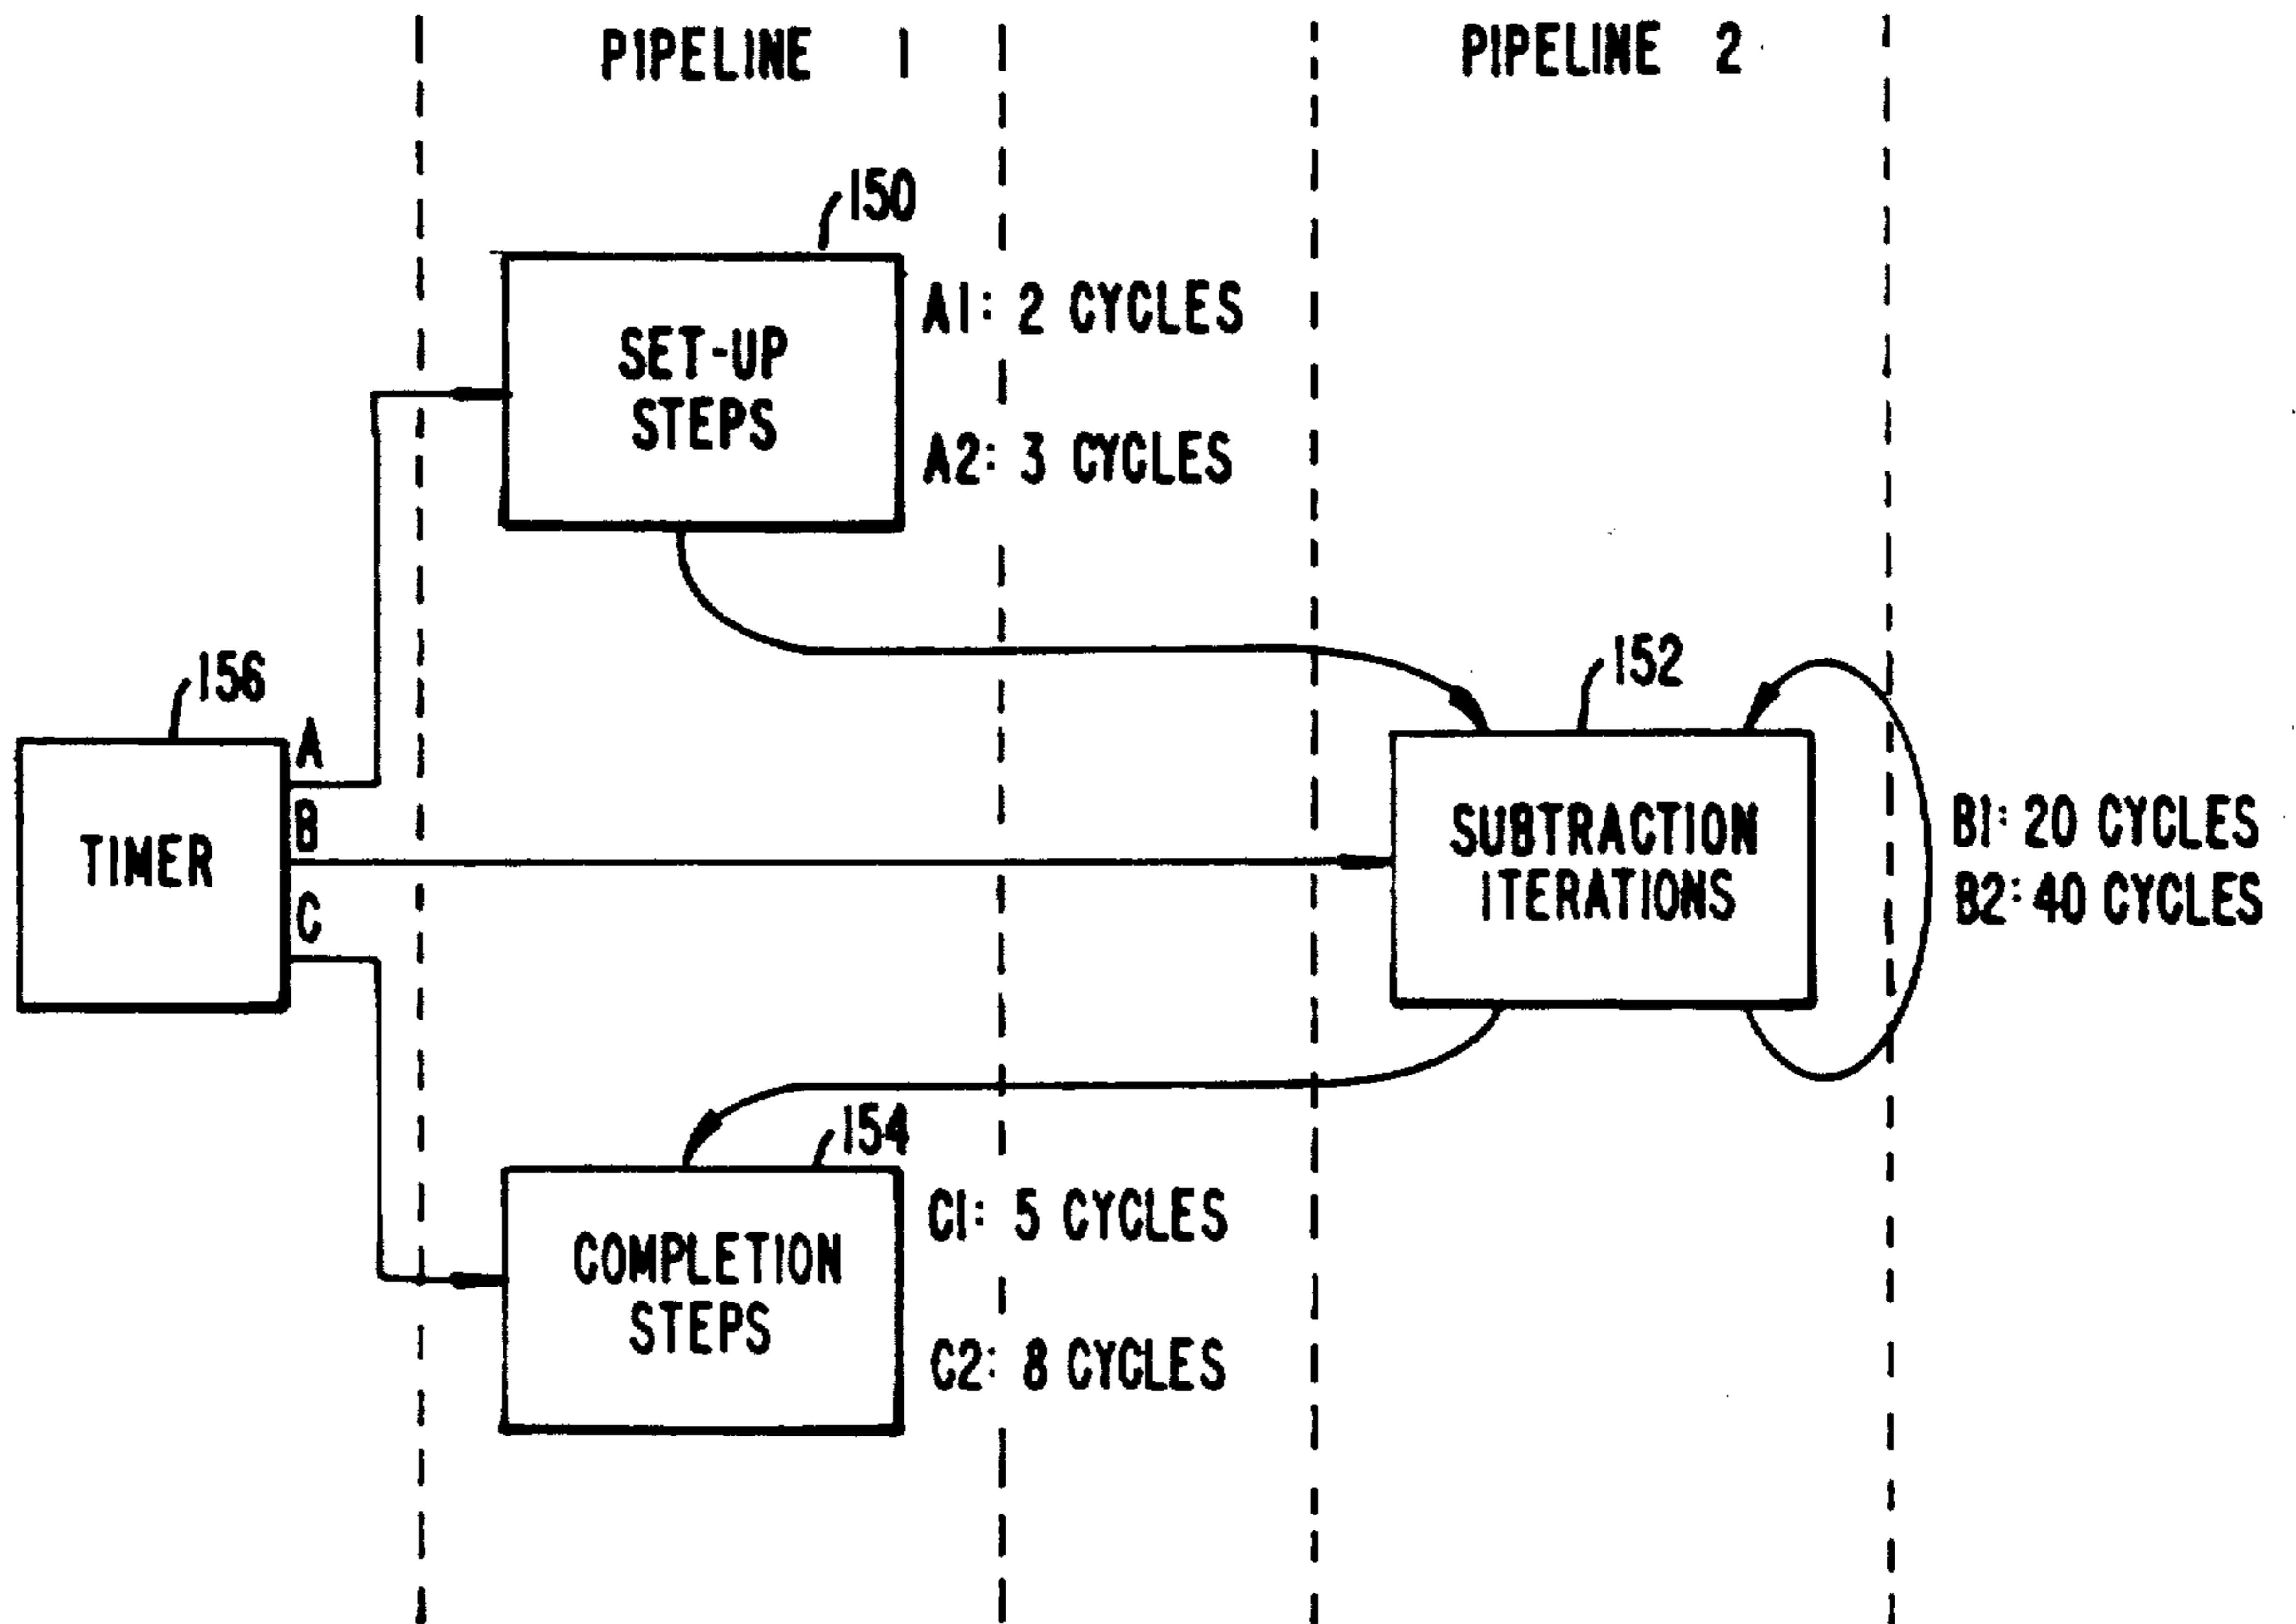 PIPELINE 1
PIPELINE 2
150
SET-UP
STEPS
A1: 2 CYCLES
A2: 3 CYCLES
156
TIMER
A
B
C
152
SUBTRACTION
ITERATIONS
B1: 20 CYCLES
B2: 40 CYCLES
154
COMPLETION
STEPS
C1: 5 CYCLES
C2: 8 CYCLES